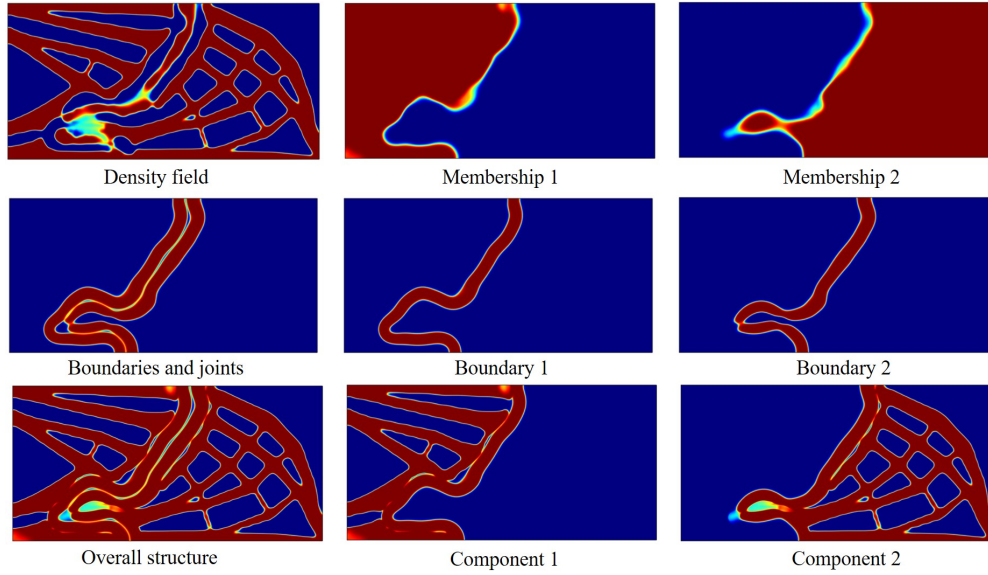 Density field
Membership 1
Membership 2
Boundaries and joints
Boundary 1
Boundary 2
Overall structure
Component 1
Component 2